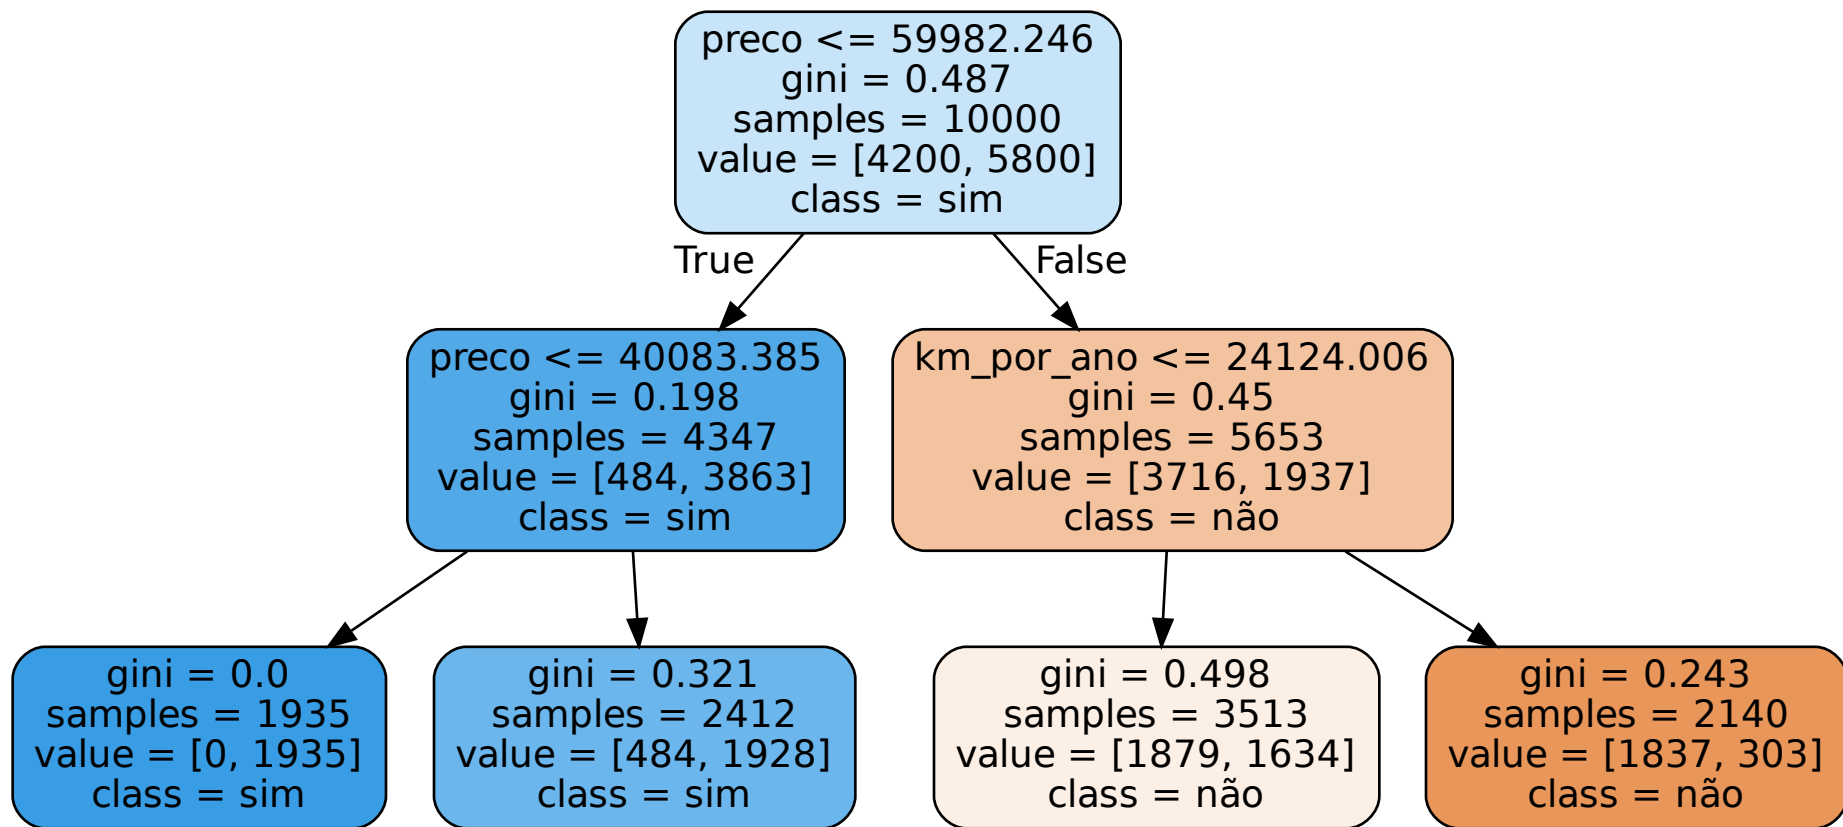 preco <= 59982.246
gini = 0.487
samples = 10000
value = [4200, 5800]
class = sim
True
False
preco <= 40083.385
gini = 0.198
samples = 4347
value = [484, 3863]
class = sim
km_por_ano <= 24124.006
gini = 0.45
samples = 5653
value = [3716, 1937]
class = não
gini = 0.0
samples = 1935
value = [0, 1935]
class = sim
gini = 0.321
samples = 2412
value = [484, 1928]
class = sim
gini = 0.498
samples = 3513
value = [1879, 1634]
class = não
gini = 0.243
samples = 2140
value = [1837, 303]
class = não